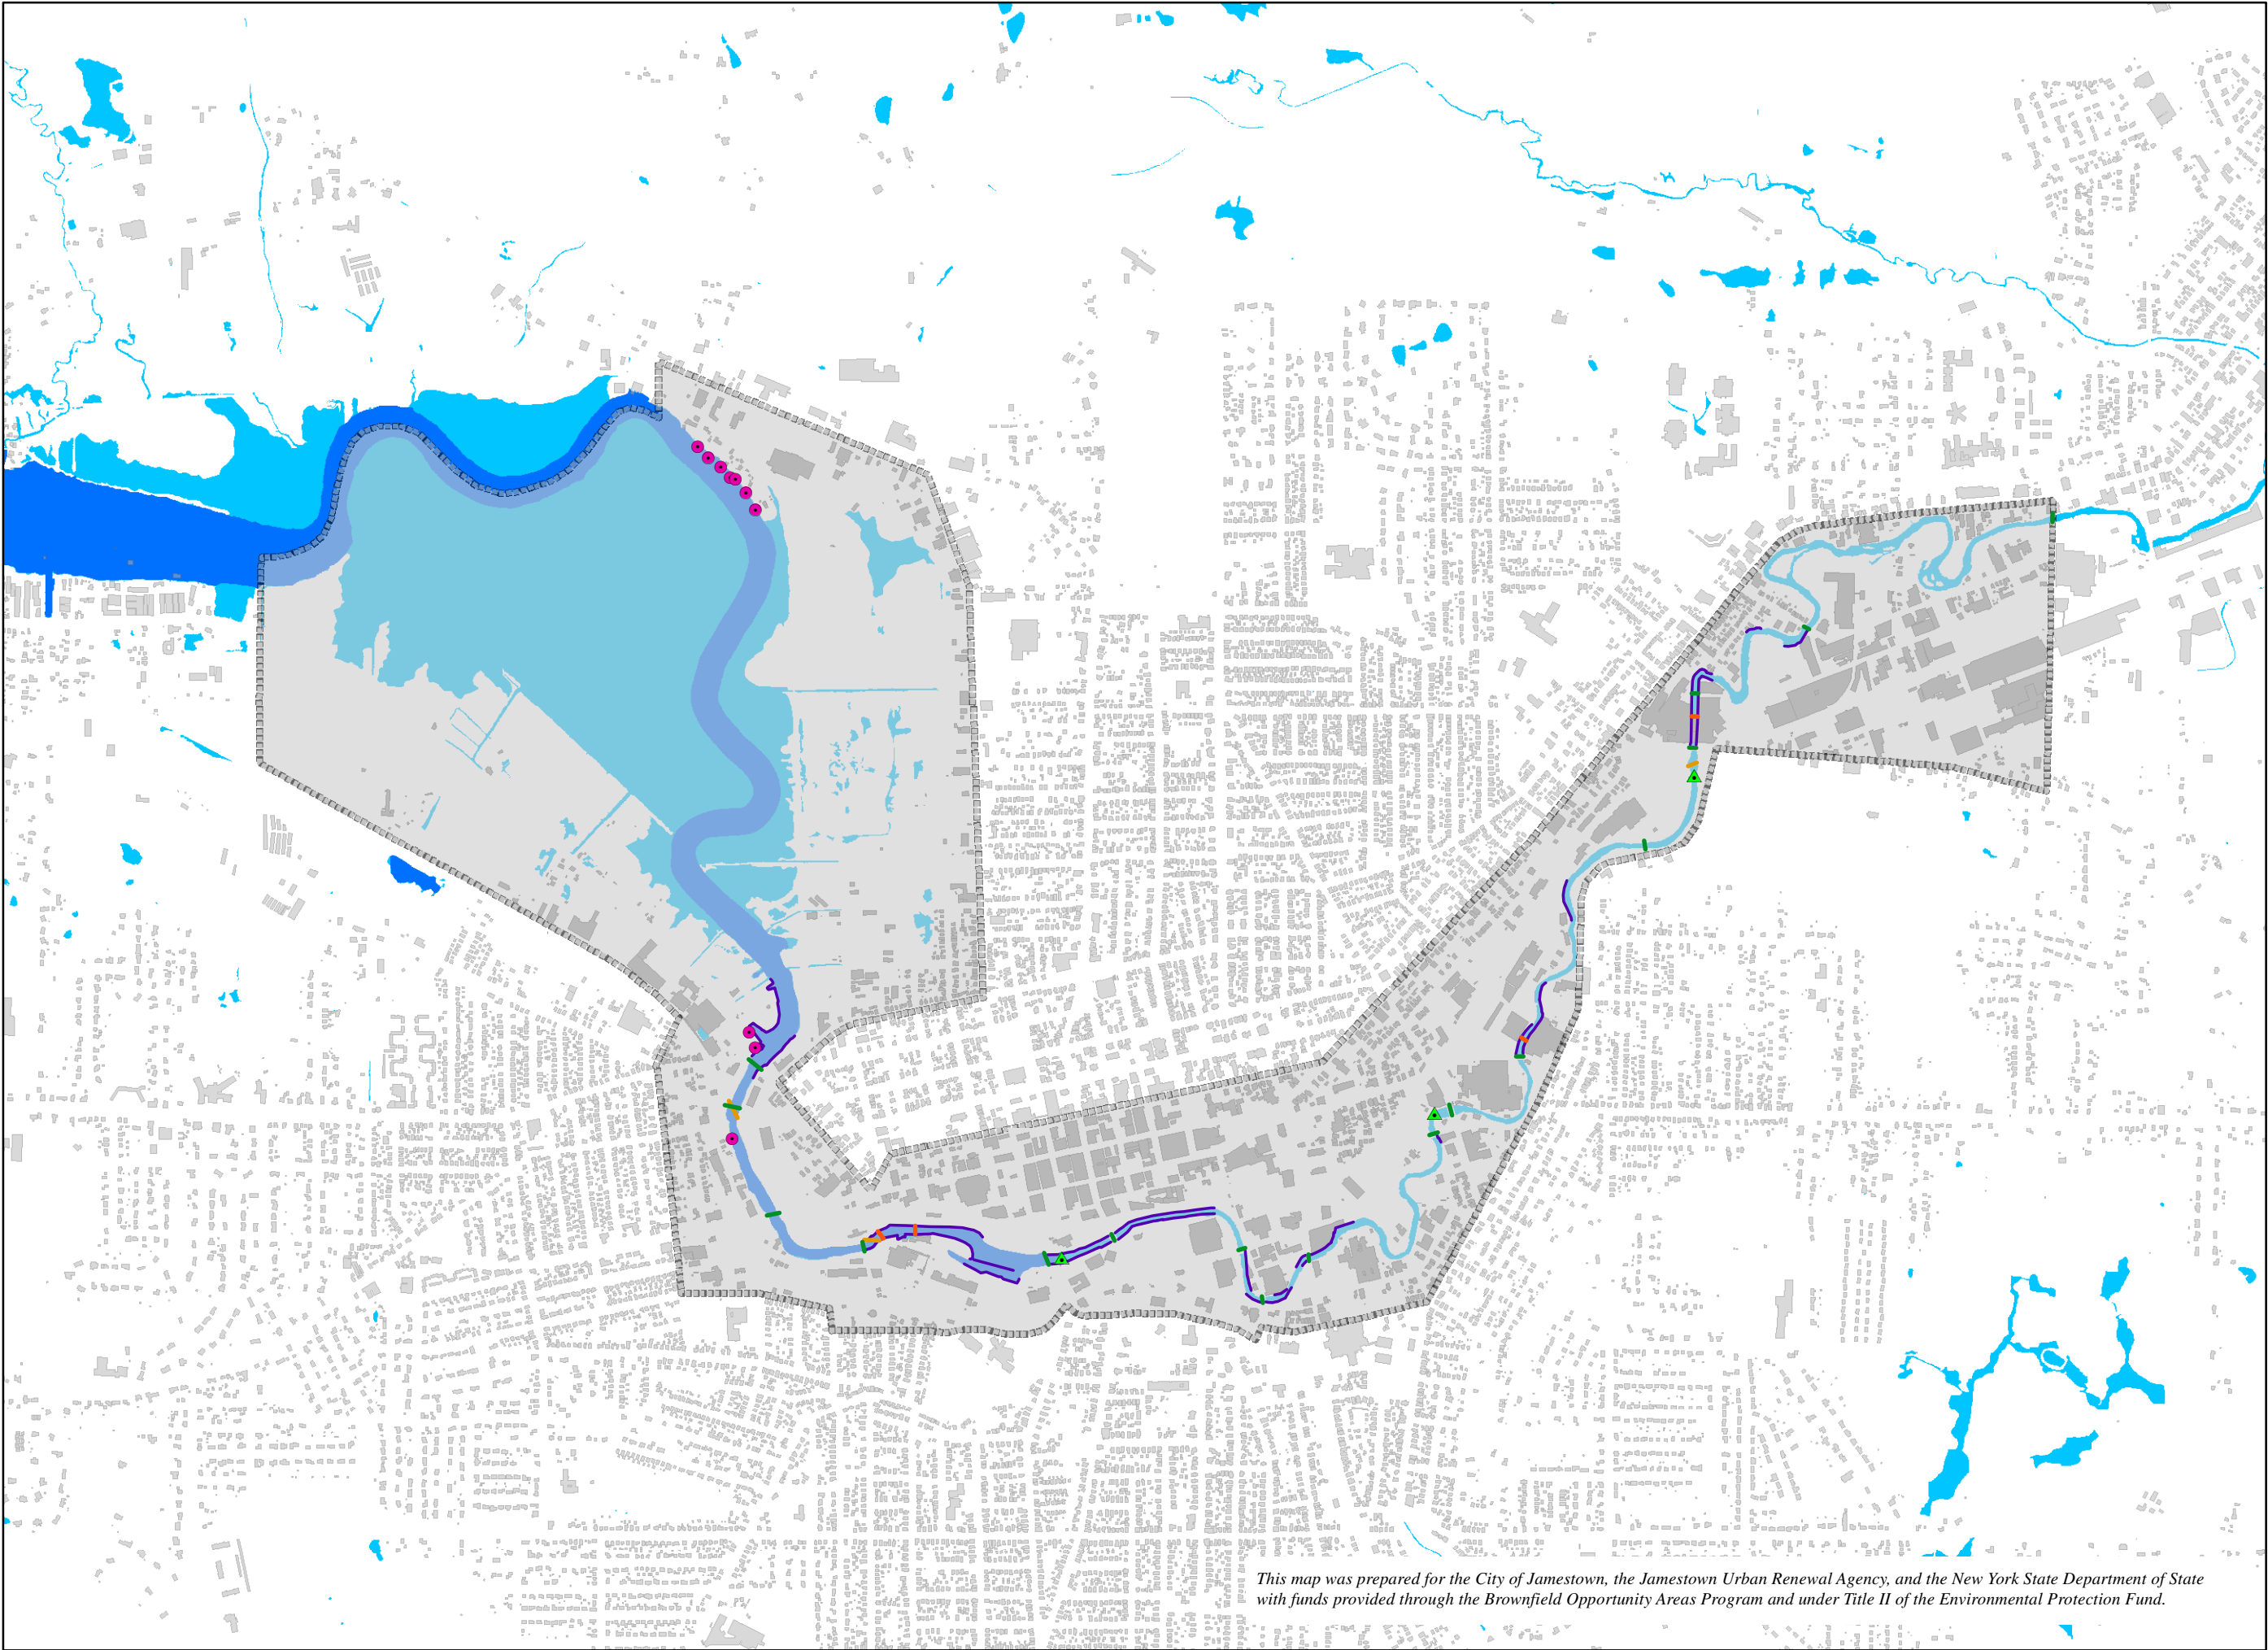 This map was prepared for the City of Jamestown, the Jamestown Urban Renewal Agency, and the New York State Department of State
with funds provided through the Brownfield Opportunity Areas Program and under Title II of the Environmental Protection Fund.